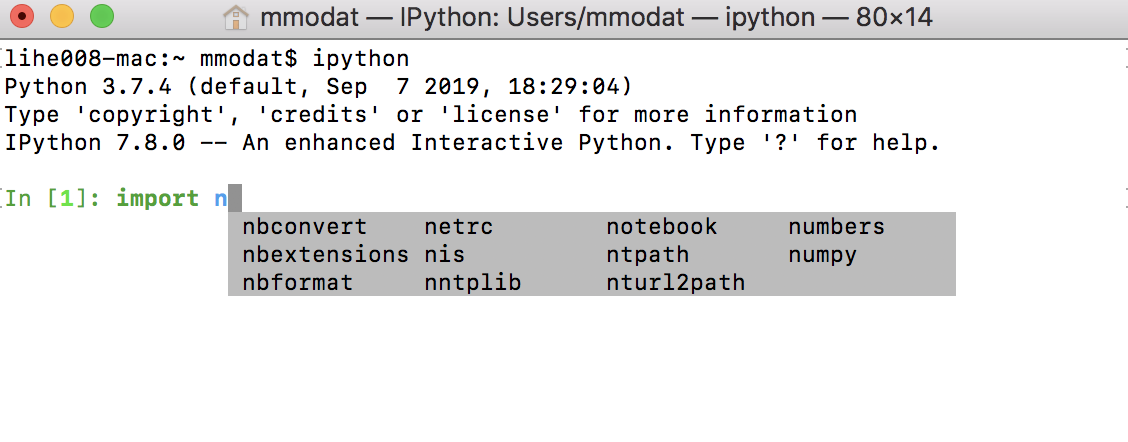 mmodat — IPython: Users/mmodat — ipython — 80×14
lihe008-mac:~ mmodat$ ipython
Python 3.7.4 (default, Sep  7 2019, 18:29:04)
Type 'copyright', 'credits' or 'license' for more information
IPython 7.8.0 -- An enhanced Interactive Python. Type '?' for help.
In [1]: import n
nbconvert netrc notebook numbers
nbextensions nis ntpath numpy
nbformat nntplib nturl2path